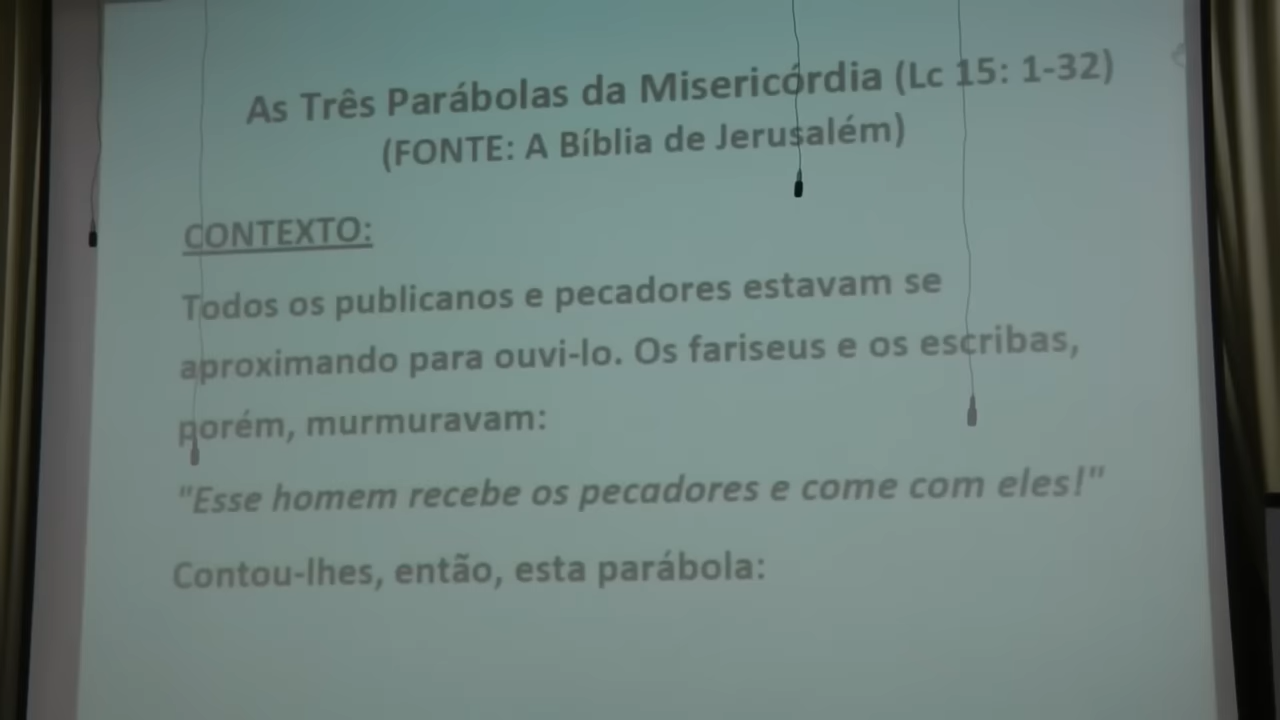 As Três Parábolas da Misericórdia (Lc 15: 1-32)
(FONTE: A Bíblia de Jerusalém)
CONTEXTO:
Todos os publicanos e pecadores estavam se
aproximando para ouvi-lo. Os fariseus e os escribas,
porém, murmuravam:
"Esse homem recebe os pecadores e come com eles!"
Contou-lhes, então, esta parábola: